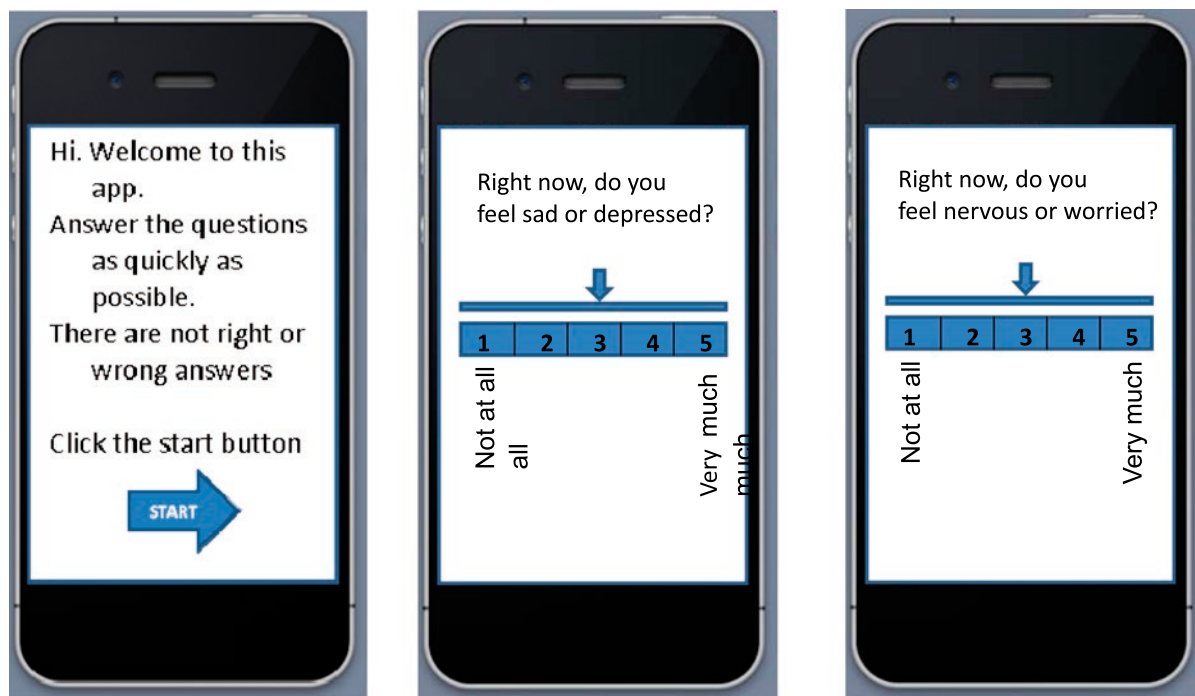 Hi. Welcome to this
app.
Answer the questions
as quickly as
possible.
There are not right or
wrong answers
Click the start button
START
Right now, do you
feel sad or depressed?
1 2 3 4 5
Not at all
all
Very much
much
Right now, do you
feel nervous or worried?
1 2 3 4 5
Not at all
Very much